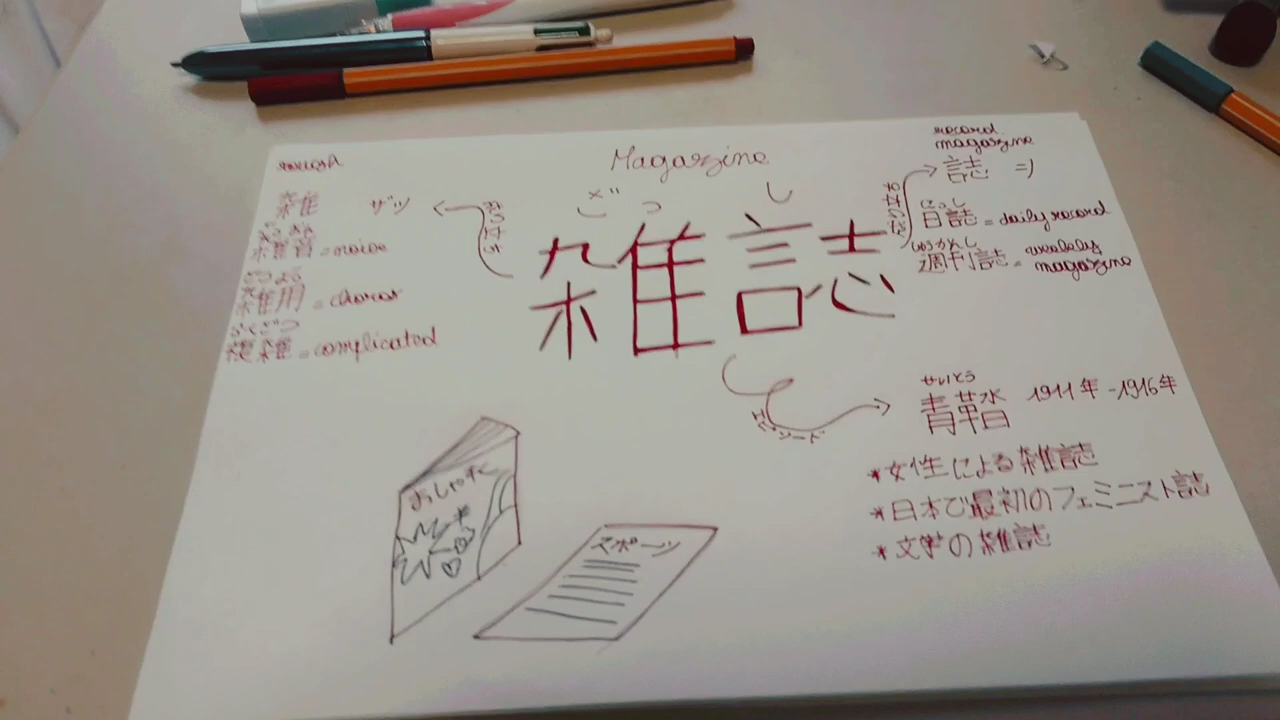 Magazine
ざっ し
雑誌
rough
雑 ザツ
ざつおん
雑音 = noise
ざつよう
雑用 = chores
ふくざつ
複雑 = complicated
record
magazine
誌 ⇒
にっし
日誌 = daily record
しゅうかんし
週刊誌 = weekely
magazine
エピソード
せいとう
青鞜 1911年 - 1916年
*女性による雑誌
*日本で最初のフェミニスト誌
*文学の雑誌
おしゃれ
スポーツ